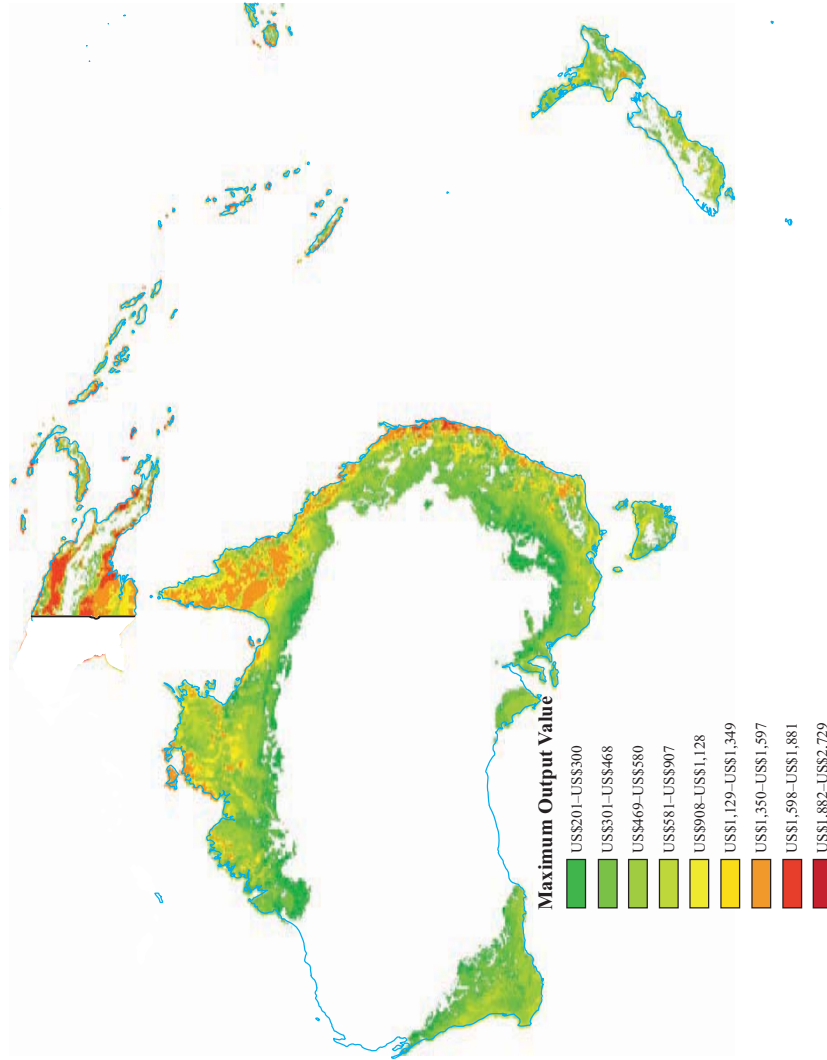 Maximum Output Value
US$201–US$300
US$301–US$468
US$469–US$580
US$581–US$907
US$908–US$1,128
US$1,129–US$1,349
US$1,350–US$1,597
US$1,598–US$1,881
US$1,882–US$2,729